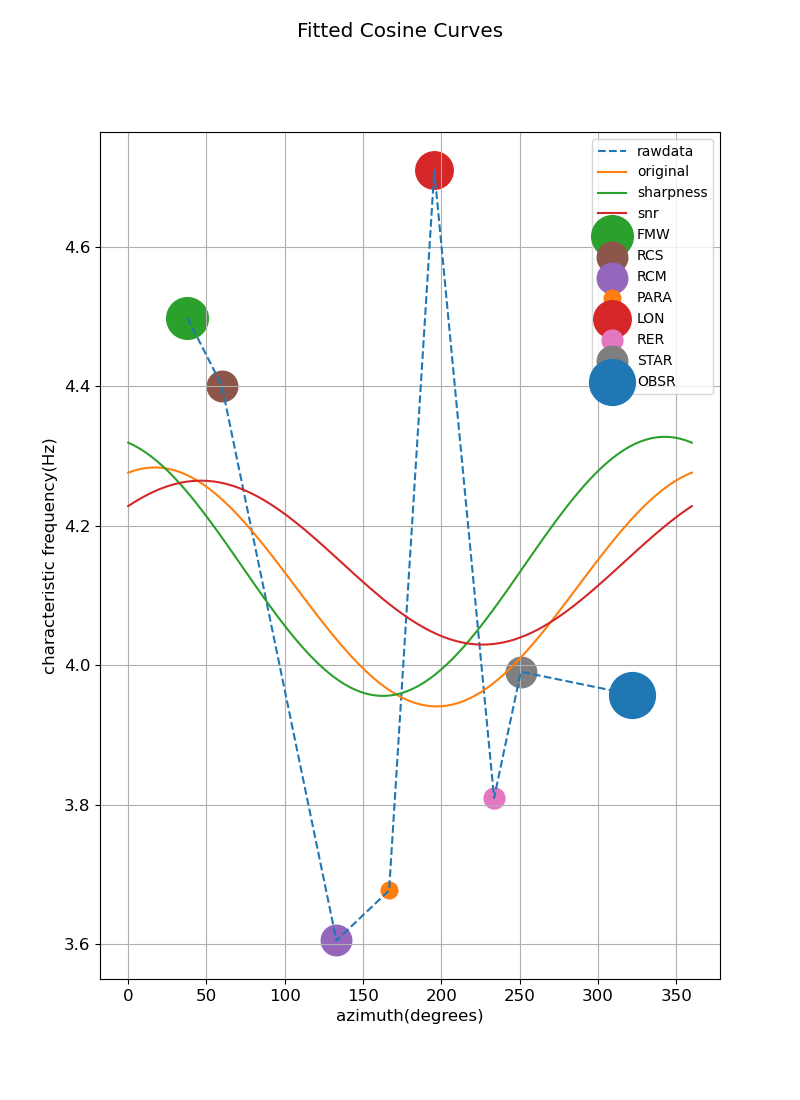 Fitted Cosine Curves
rawdata
original
sharpness
snr
FMW
RCS
RCM
PARA
LON
RER
STAR
OBSR
4.6
4.4
4.2
4.0
3.8
3.6
characteristic frequency(Hz)
0 50 100 150 200 250 300 350
azimuth(degrees)